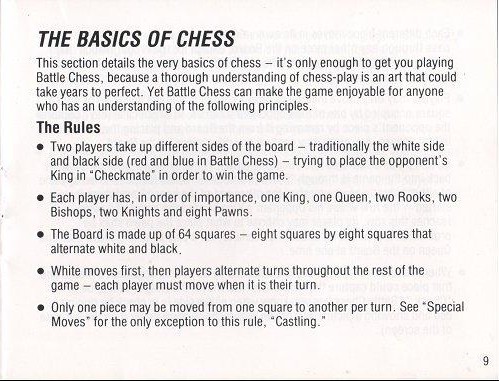 THE BASICS OF CHESS
This section details the very basics of chess – it's only enough to get you playing
Battle Chess, because a thorough understanding of chess-play is an art that could
take years to perfect. Yet Battle Chess can make the game enjoyable for anyone
who has an understanding of the following principles.
The Rules
• Two players take up different sides of the board – traditionally the white side
and black side (red and blue in Battle Chess) – trying to place the opponent's
King in "Checkmate" in order to win the game.
• Each player has, in order of importance, one King, one Queen, two Rooks, two
Bishops, two Knights and eight Pawns.
• The Board is made up of 64 squares – eight squares by eight squares that
alternate white and black.
• White moves first, then players alternate turns throughout the rest of the
game – each player must move when it is their turn.
• Only one piece may be moved from one square to another per turn. See "Special
Moves" for the only exception to this rule, "Castling."
9